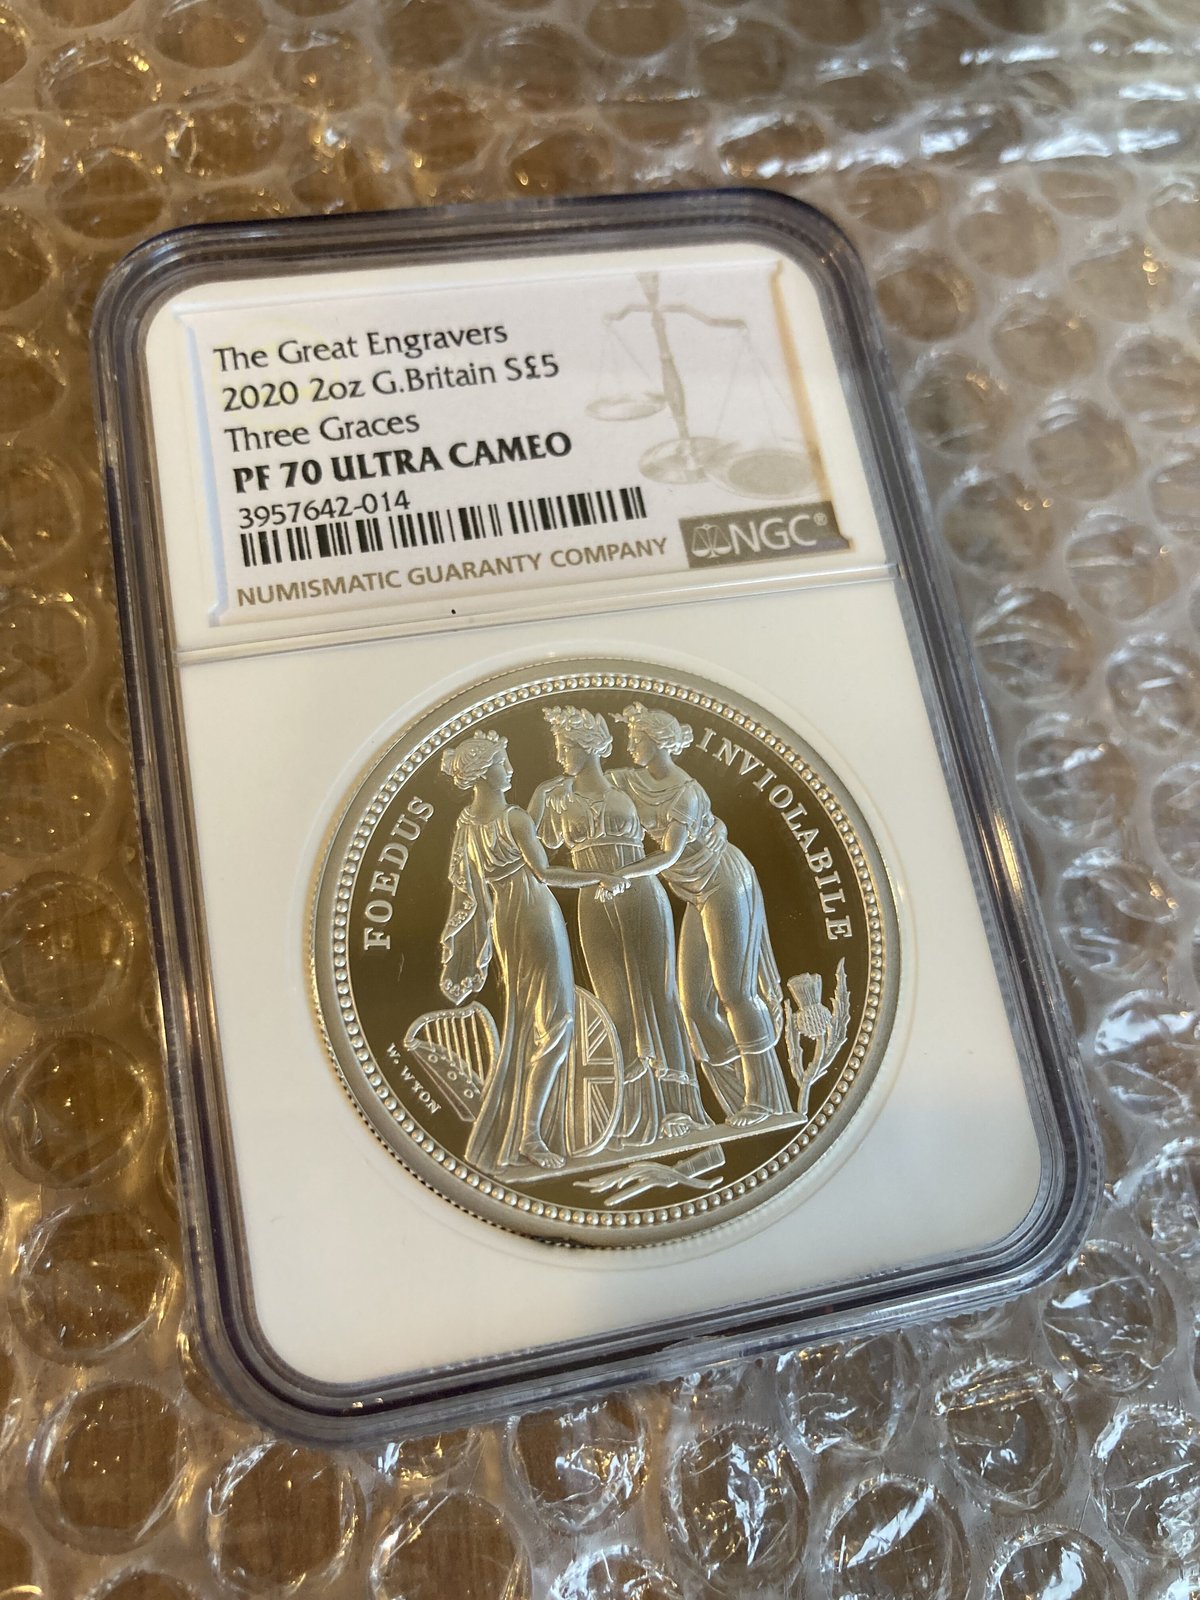 The Great Engravers
2020 2oz G.Britain S£5
Three Graces
PF 70 ULTRA CAMEO
3957642-014
NUMISMATIC GUARANTY COMPANY
NGC®
FOEDUS
INVIOLABILE
W. WYON